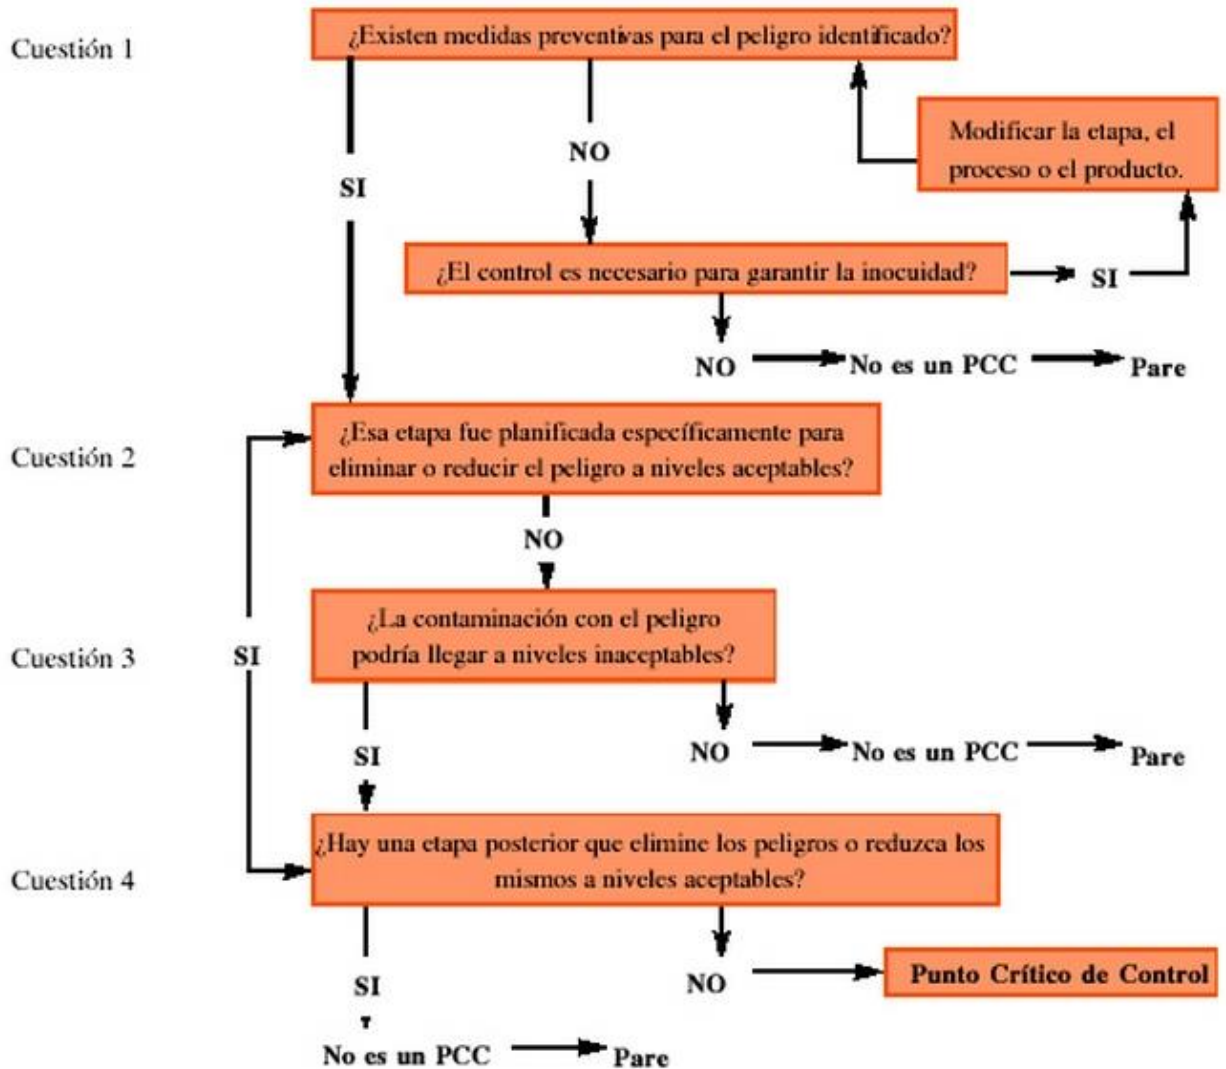 Cuestión 1
¿Existen medidas preventivas para el peligro identificado?
Modificar la etapa, el
proceso o el producto.
NO
SI
¿El control es necesario para garantir la inocuidad?
SI
NO
No es un PCC
Pare
Cuestión 2
¿Esa etapa fue planificada específicamente para
eliminar o reducir el peligro a niveles aceptables?
NO
Cuestión 3
SI
¿La contaminación con el peligro
podría llegar a niveles inaceptables?
SI
NO
No es un PCC
Pare
Cuestión 4
¿Hay una etapa posterior que elimine los peligros o reduzca los
mismos a niveles aceptables?
SI
NO
Punto Crítico de Control
No es un PCC
Pare